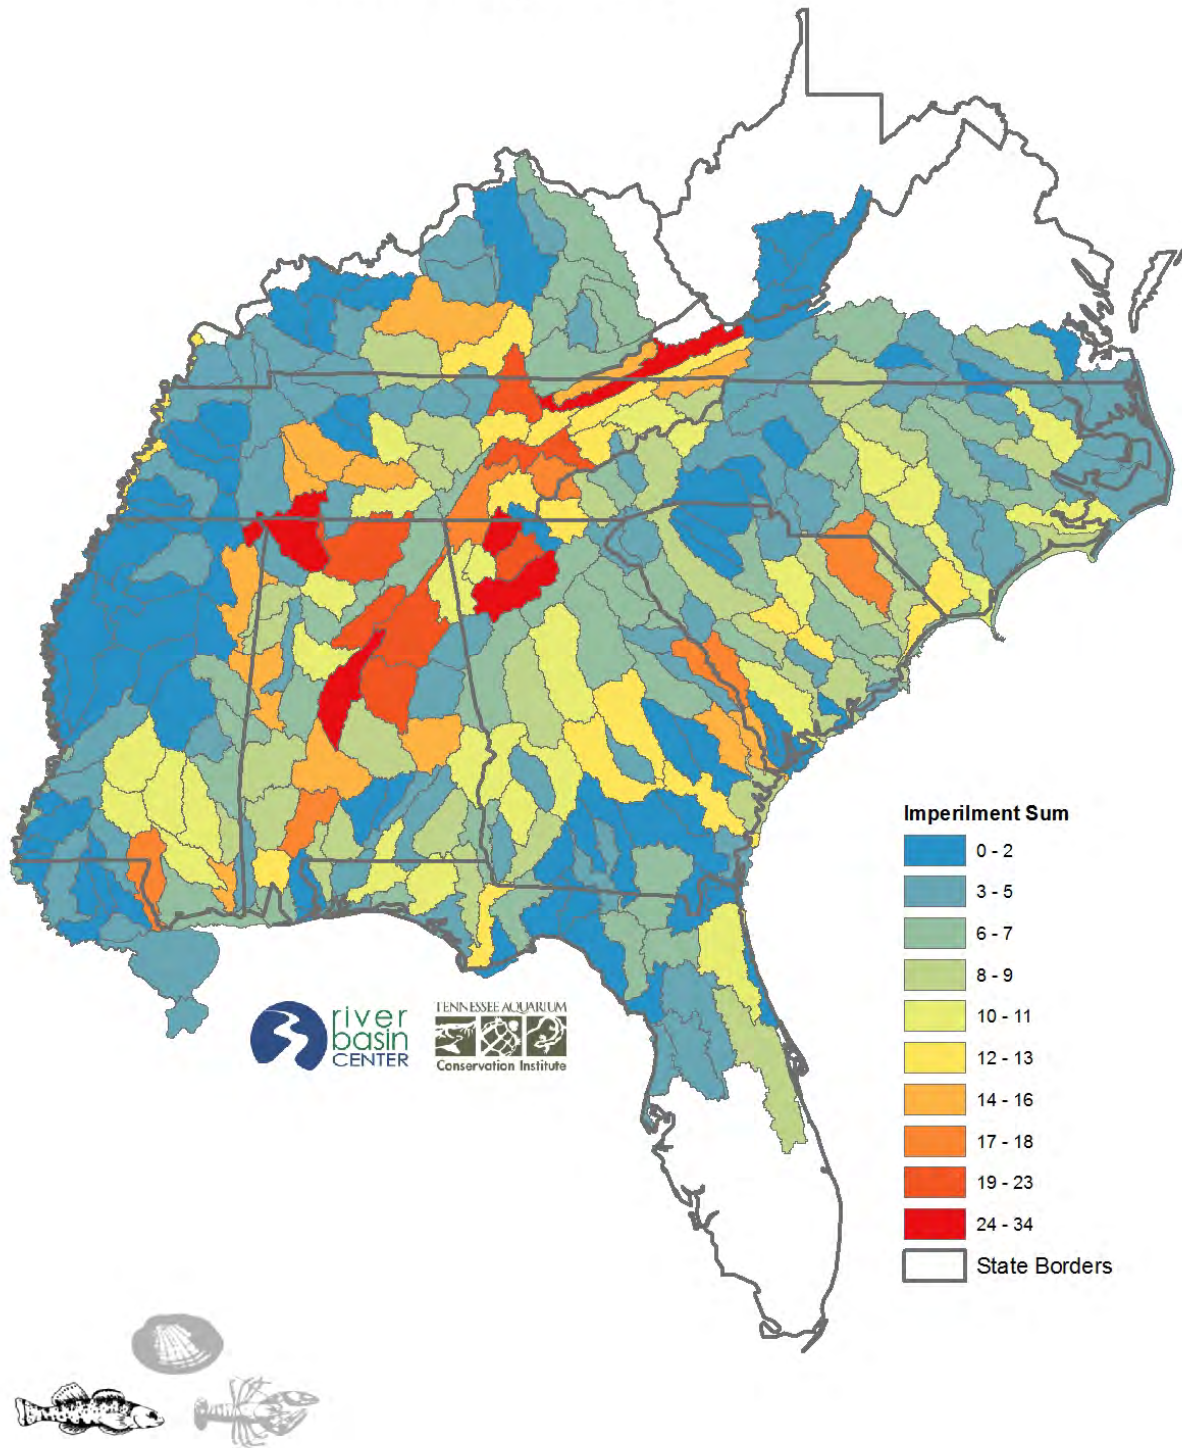 Imperilment Sum
0 - 2
3 - 5
6 - 7
8 - 9
10 - 11
12 - 13
14 - 16
17 - 18
19 - 23
24 - 34
State Borders
river
basin
CENTER
TENNESSEE AQUARIUM
Conservation Institute